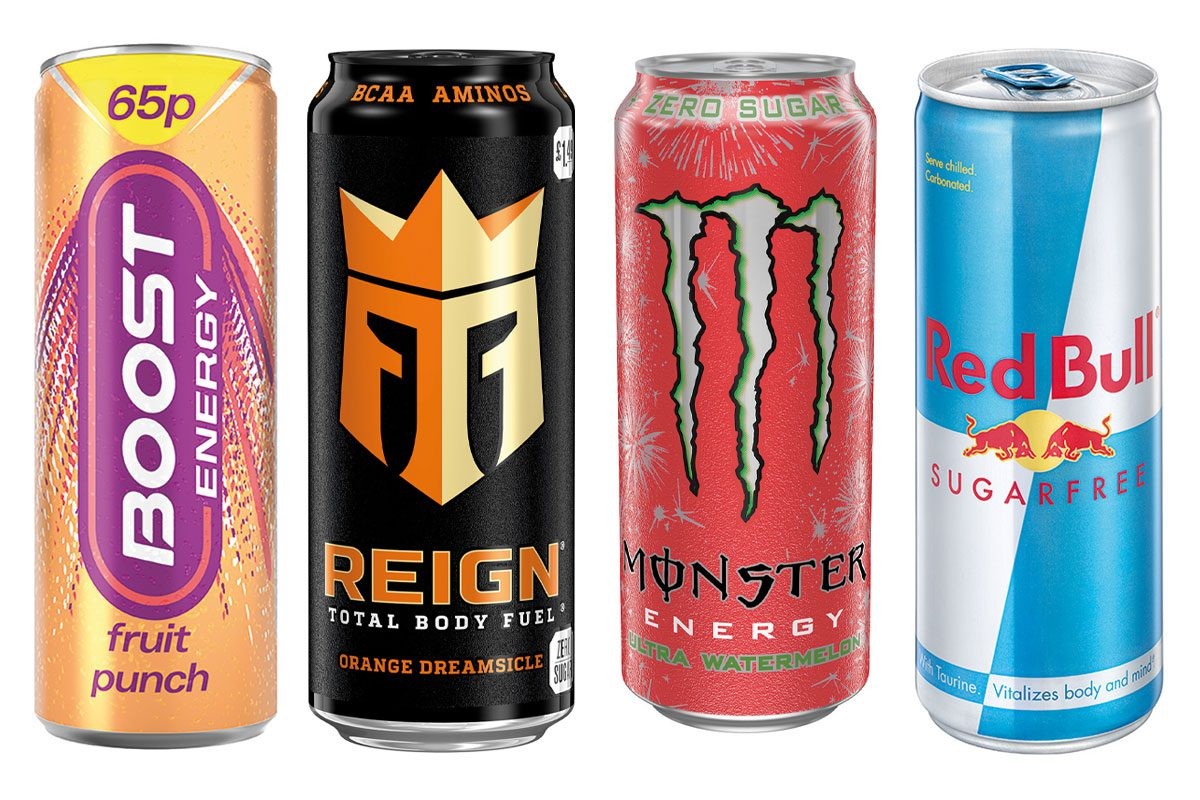 65p
BOOST
ENERGY
fruit
punch
BCAA AMINOS
REIGN®
TOTAL BODY FUEL®
ORANGE DREAMSICLE
ZERO
ZERO SUGAR
MONSTER
ENERGY
ULTRA WATERMELON
Serve chilled.
Carbonated.
Red Bull®
SUGARFREE
With Taurine. Vitalizes body and mind.